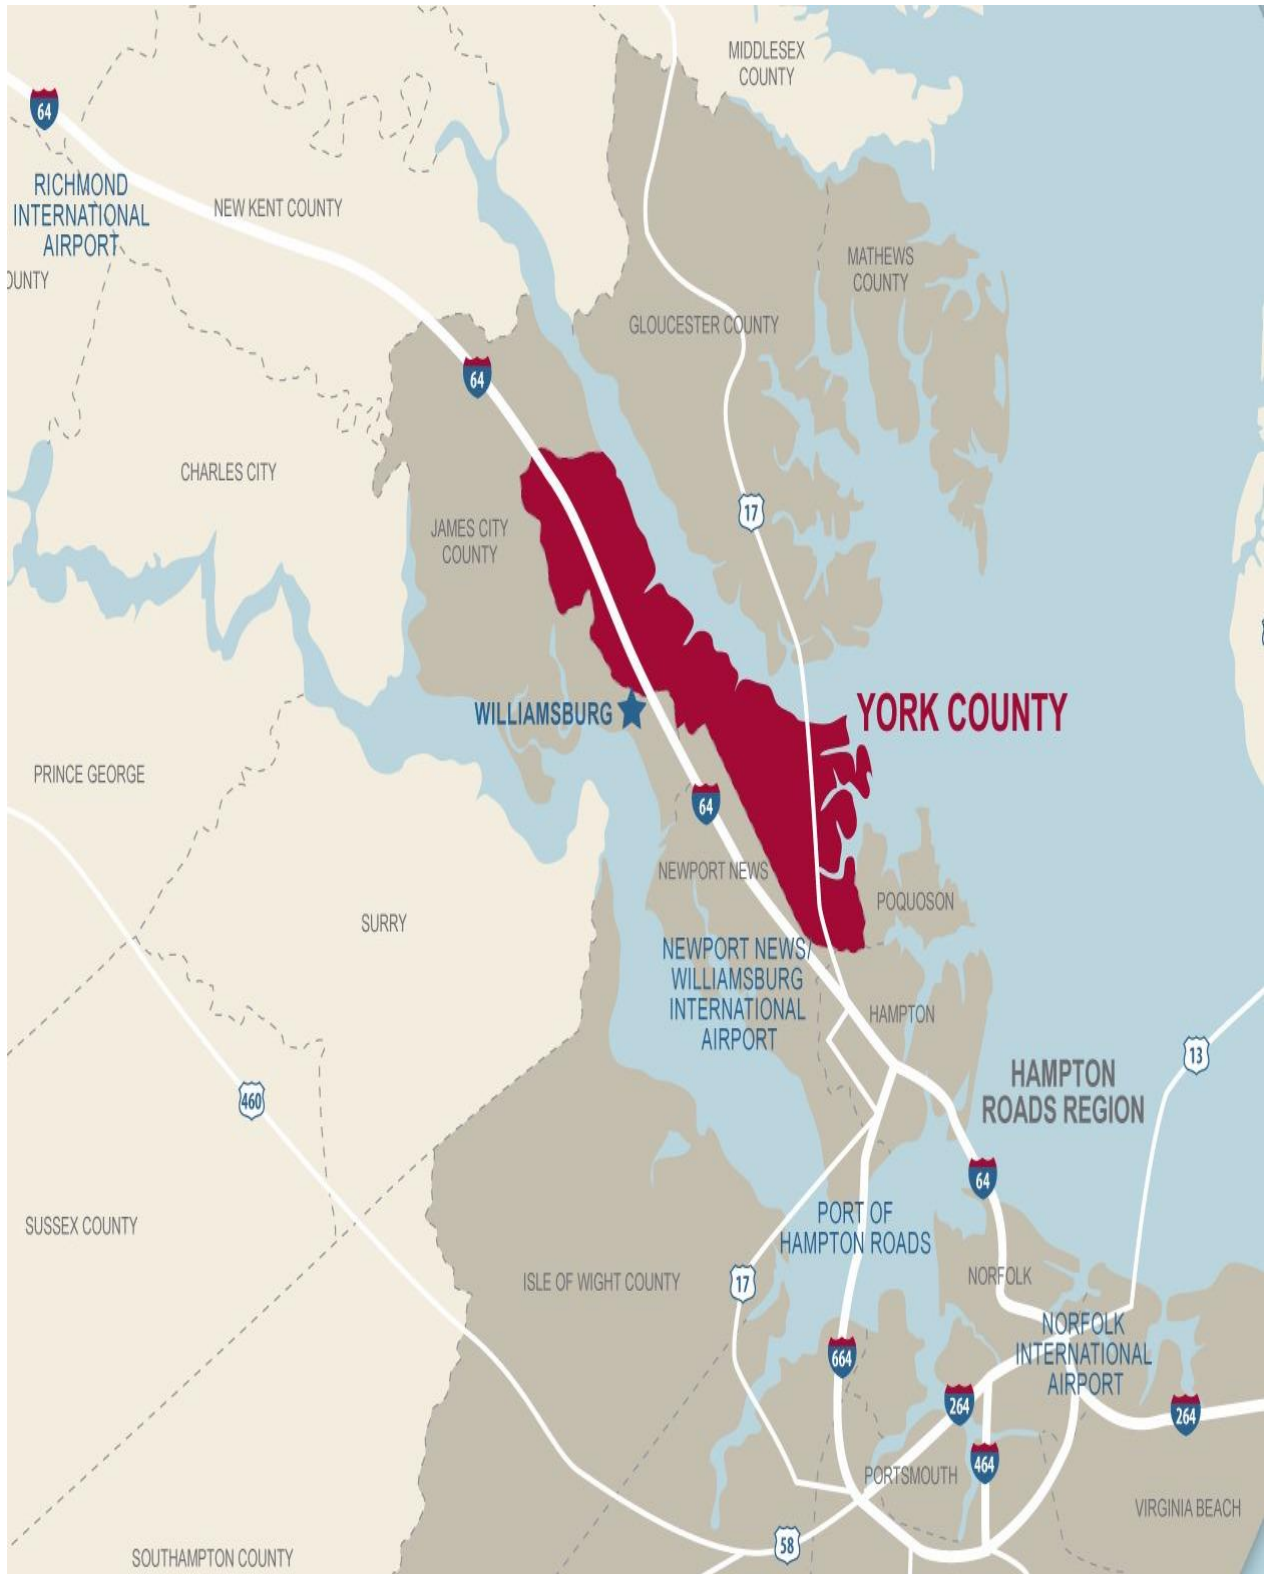 MIDDLESEX
COUNTY
64
RICHMOND
INTERNATIONAL
AIRPORT
NEW KENT COUNTY
MATHEWS
COUNTY
OUNTY
GLOUCESTER COUNTY
64
CHARLES CITY
17
JAMES CITY
COUNTY
YORK COUNTY
WILLIAMSBURG
PRINCE GEORGE
64
NEWPORT NEWS
POQUOSON
SURRY
NEWPORT NEWS/
WILLIAMSBURG
INTERNATIONAL
AIRPORT
HAMPTON
13
HAMPTON
ROADS REGION
460
64
PORT OF
HAMPTON ROADS
SUSSEX COUNTY
ISLE OF WIGHT COUNTY
17
NORFOLK
NORFOLK
INTERNATIONAL
AIRPORT
664
264
264
464
PORTSMOUTH
VIRGINIA BEACH
58
SOUTHAMPTON COUNTY